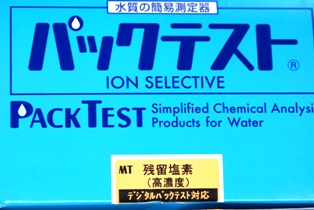 水質の簡易測定器
パックテスト®
ION SELECTIVE
PACKTEST Simplified Chemical Analysi
Products for Water
MT 残留塩素
(高濃度)
デジタルパックテスト対応